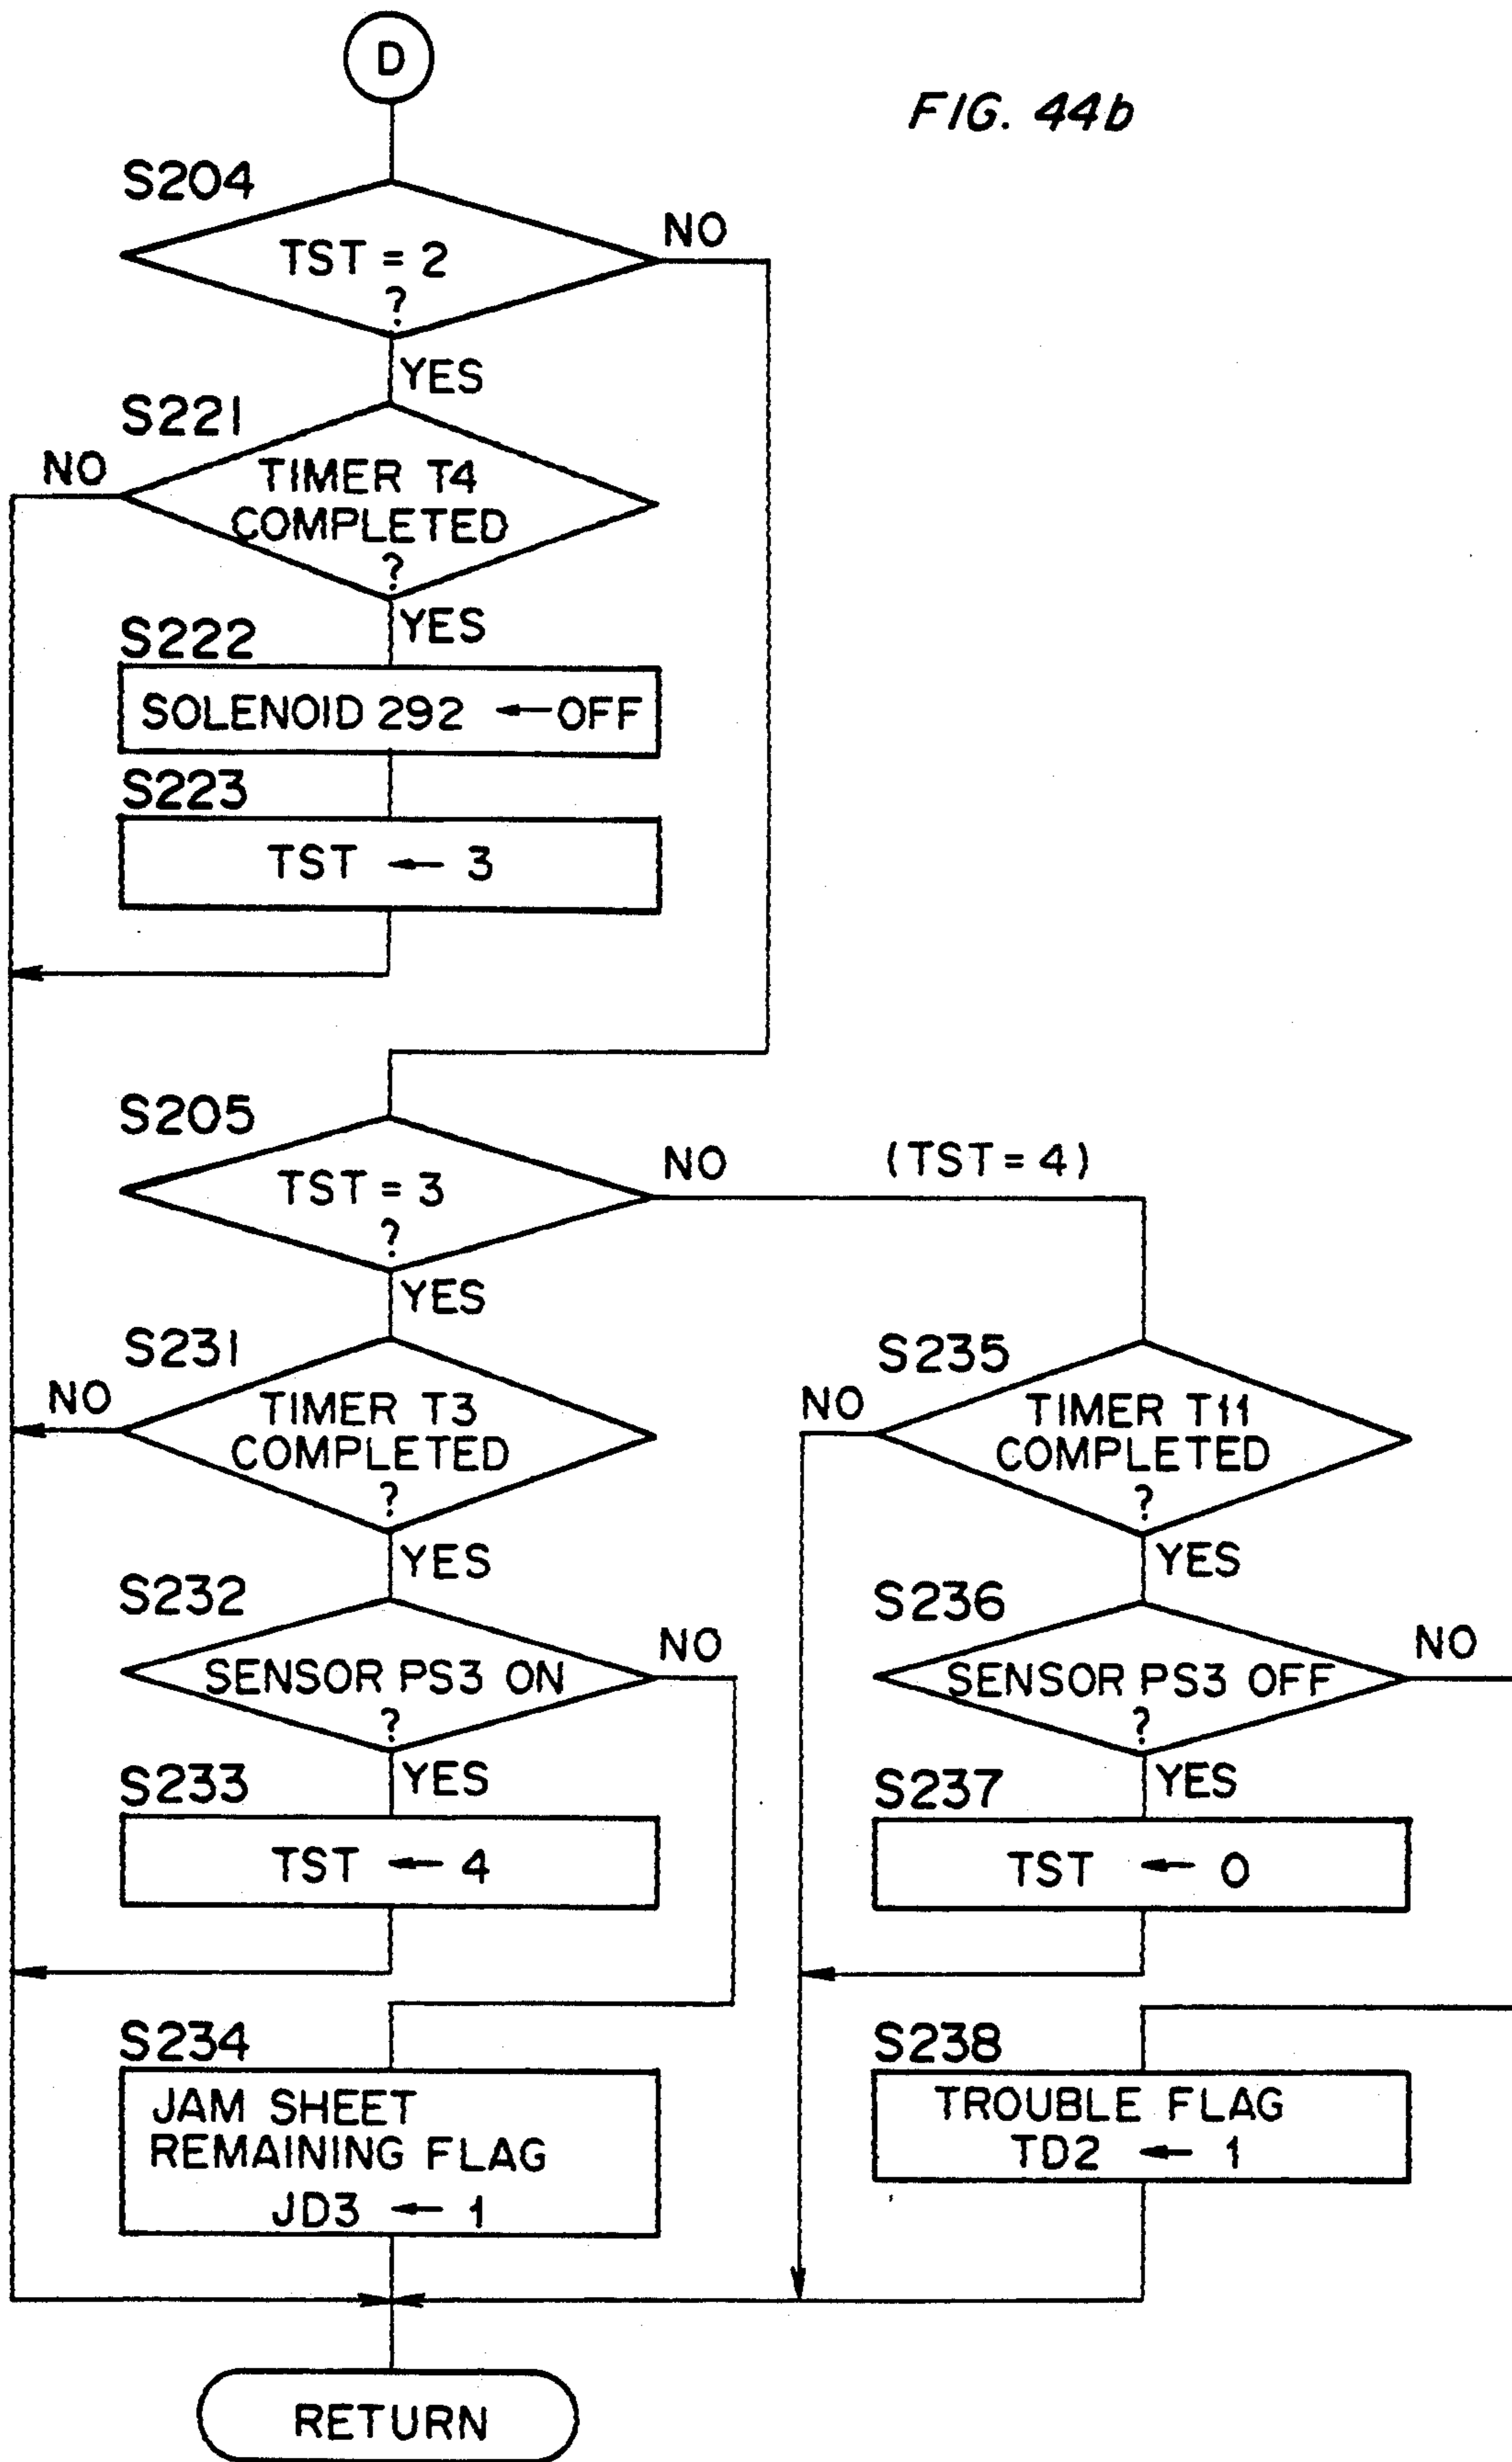 D
FIG. 44b
S204
TST = 2
?
NO
YES
S221
NO
TIMER T4
COMPLETED
?
YES
S222
SOLENOID 292 ← OFF
S223
TST ← 3
S205
TST = 3
?
NO
(TST = 4)
YES
S231
NO
TIMER T3
COMPLETED
?
YES
S235
NO
TIMER T11
COMPLETED
?
YES
S232
SENSOR PS3 ON
?
NO
YES
S236
SENSOR PS3 OFF
?
NO
YES
S233
TST ← 4
S237
TST ← 0
S234
JAM SHEET
REMAINING FLAG
JD3 ← 1
S238
TROUBLE FLAG
TD2 ← 1
RETURN